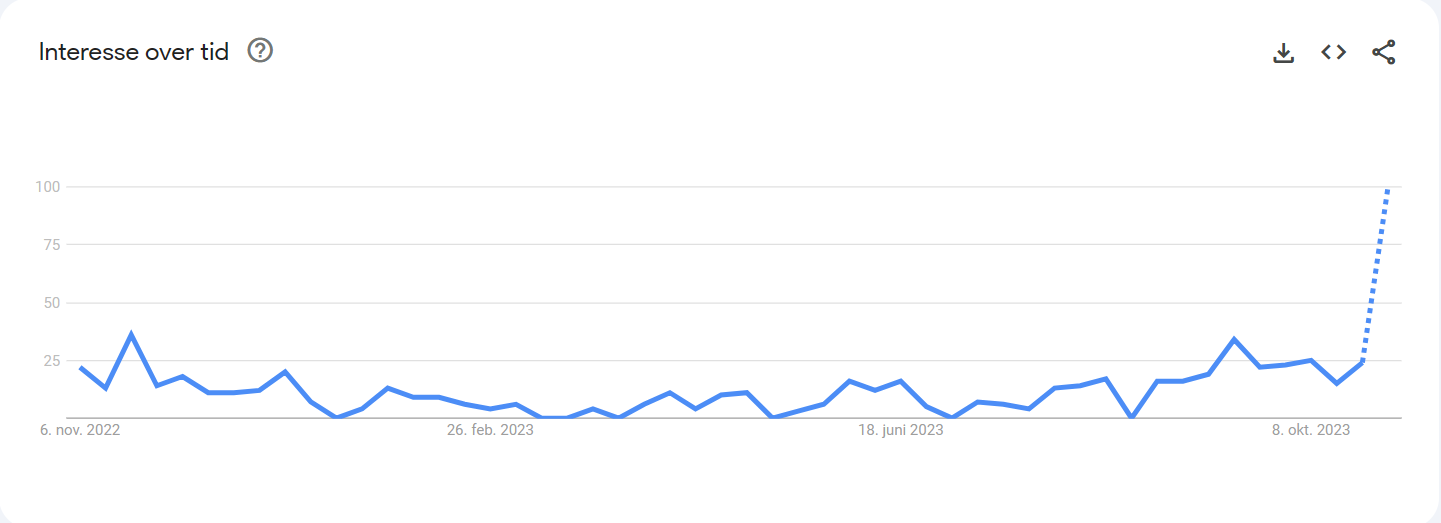 Interesse over tid
100
75
50
25
6. nov. 2022
26. feb. 2023
18. juni 2023
8. okt. 2023